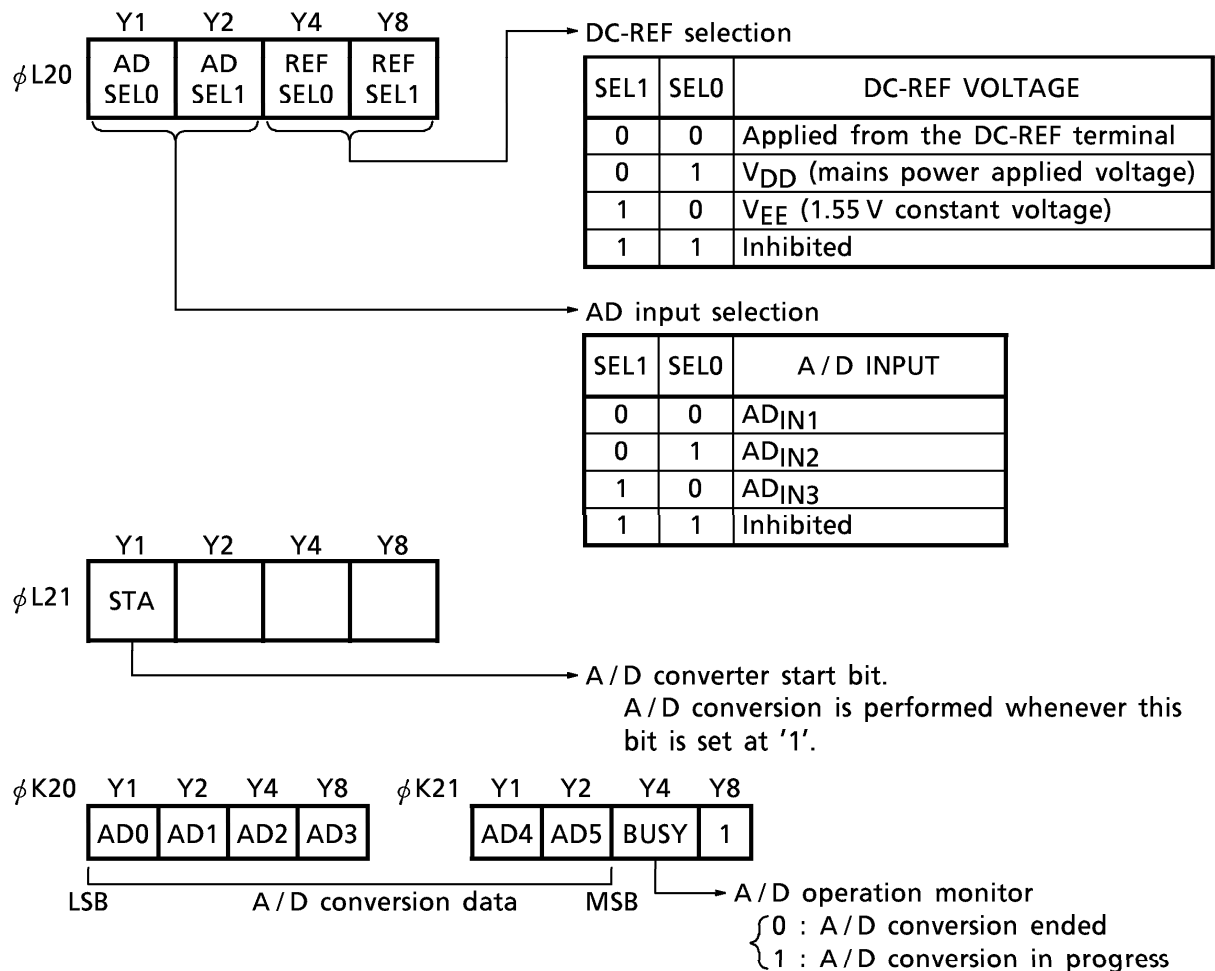 Y1 Y2 Y4 Y8
φL20 AD SEL0 AD SEL1 REF SEL0 REF SEL1
DC-REF selection
SEL1 SEL0 DC-REF VOLTAGE
0 0 Applied from the DC-REF terminal
0 1 VDD (mains power applied voltage)
1 0 VEE (1.55 V constant voltage)
1 1 Inhibited
AD input selection
SEL1 SEL0 A/D INPUT
0 0 ADIN1
0 1 ADIN2
1 0 ADIN3
1 1 Inhibited
Y1 Y2 Y4 Y8
φL21 STA
A/D converter start bit.
A/D conversion is performed whenever this
bit is set at '1'.
φK20 Y1 Y2 Y4 Y8
AD0 AD1 AD2 AD3
φK21 Y1 Y2 Y4 Y8
AD4 AD5 BUSY 1
LSB A/D conversion data MSB
A/D operation monitor
0 : A/D conversion ended
1 : A/D conversion in progress